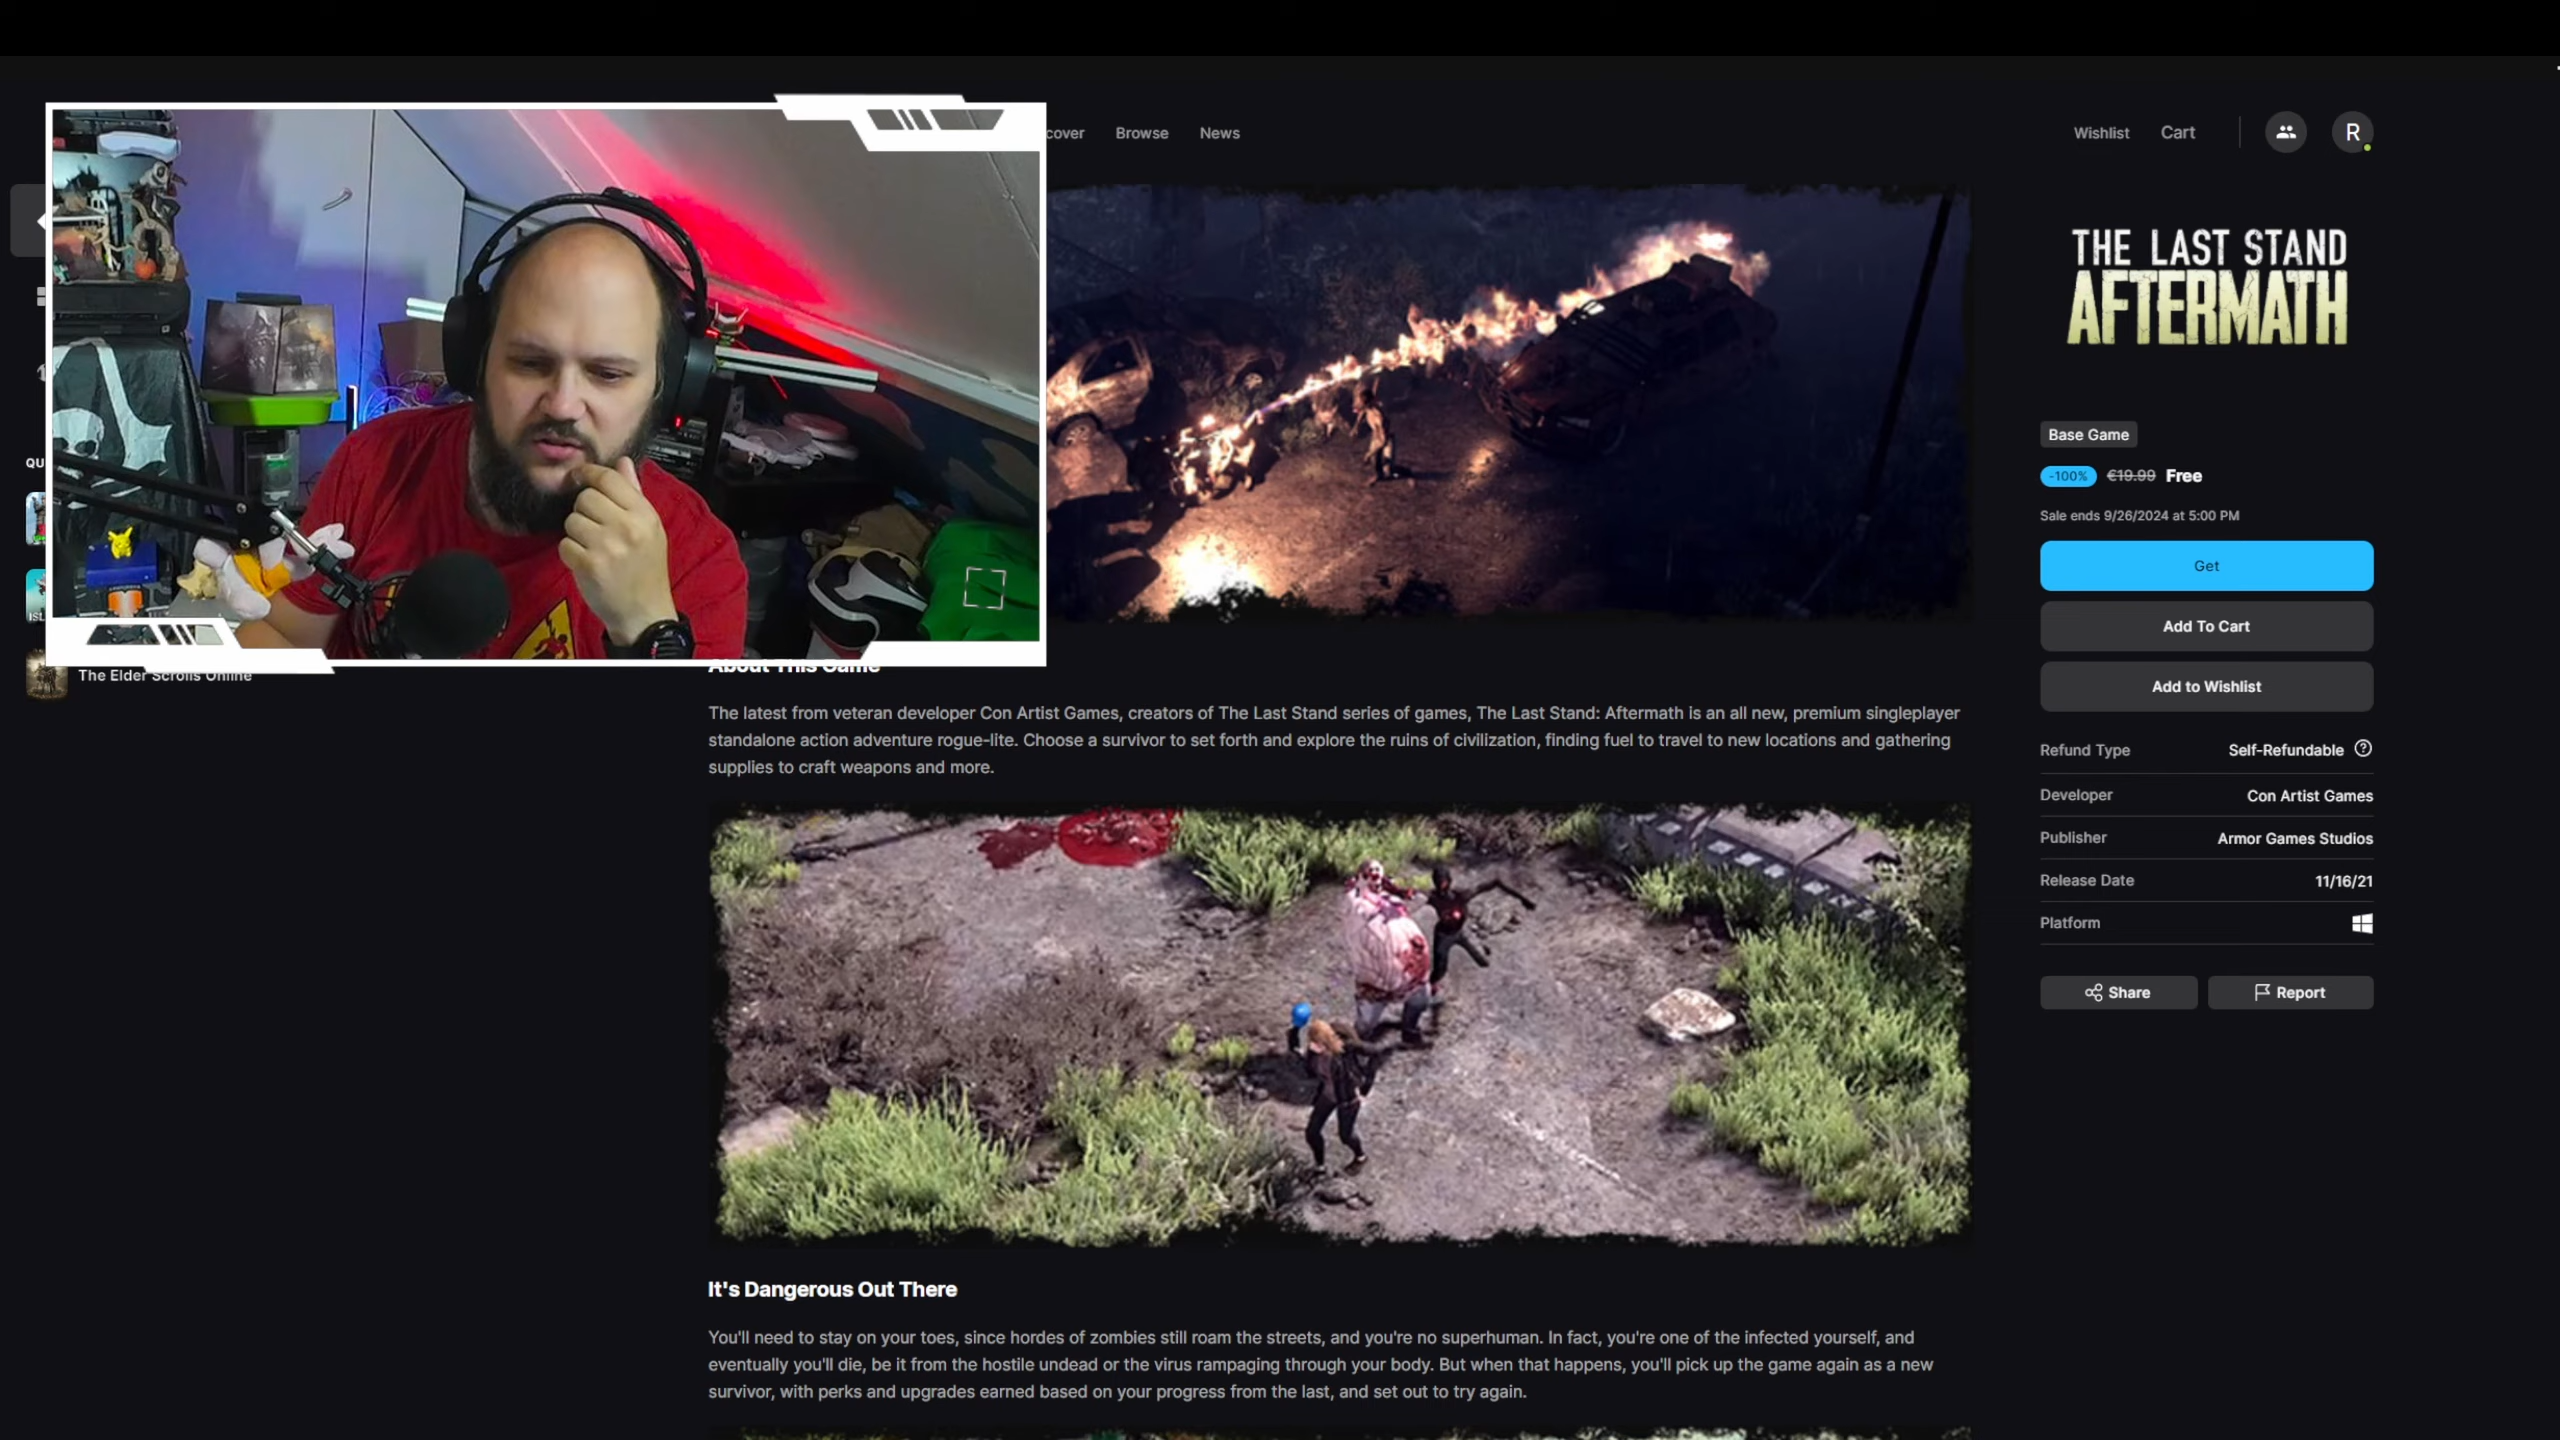 cover Browse News
Wishlist Cart
R
THE LAST STAND
AFTERMATH
Base Game
-100% €19.99 Free
Sale ends 9/26/2024 at 5:00 PM
Get
Add To Cart
Add to Wishlist
Refund Type Self-Refundable
Developer Con Artist Games
Publisher Armor Games Studios
Release Date 11/16/21
Platform
Share Report
QU
ISL
The Elder Scrolls Online
About This Game
The latest from veteran developer Con Artist Games, creators of The Last Stand series of games, The Last Stand: Aftermath is an all new, premium singleplayer
standalone action adventure rogue-lite. Choose a survivor to set forth and explore the ruins of civilization, finding fuel to travel to new locations and gathering
supplies to craft weapons and more.
It's Dangerous Out There
You'll need to stay on your toes, since hordes of zombies still roam the streets, and you're no superhuman. In fact, you're one of the infected yourself, and
eventually you'll die, be it from the hostile undead or the virus rampaging through your body. But when that happens, you'll pick up the game again as a new
survivor, with perks and upgrades earned based on your progress from the last, and set out to try again.